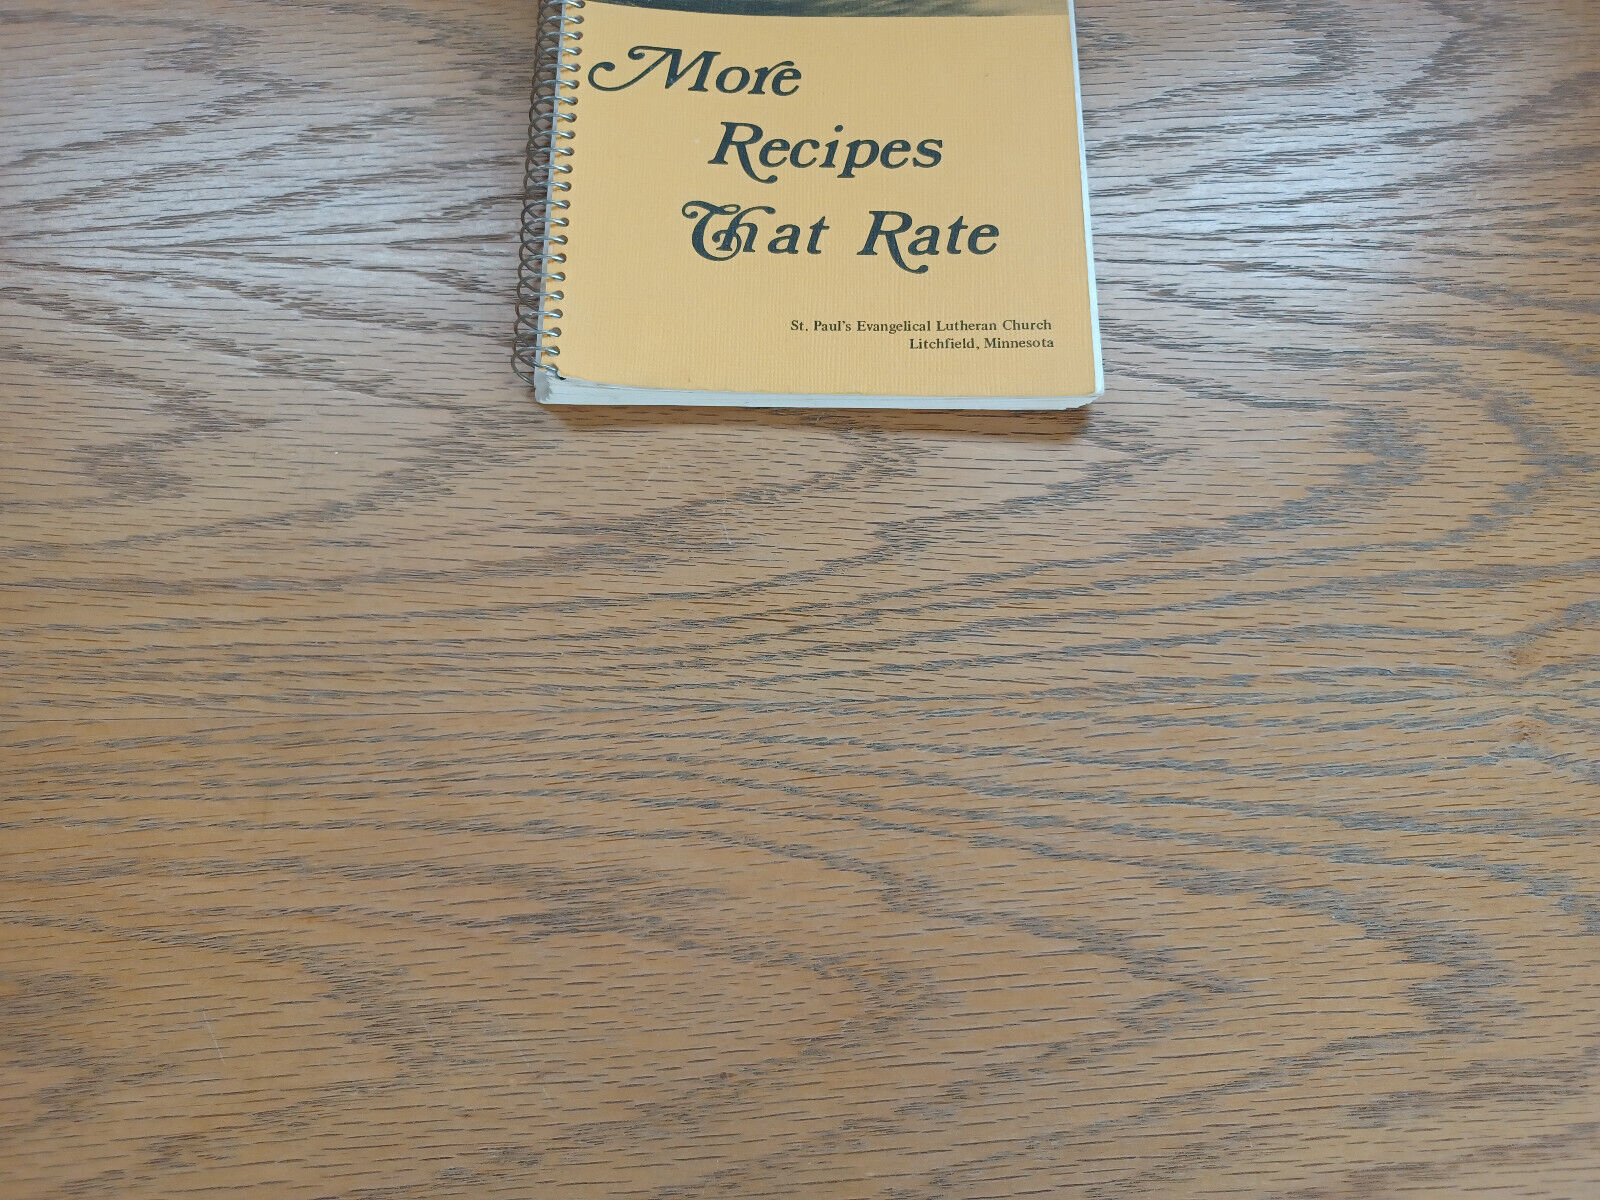 More
Recipes
That Rate
St. Paul's Evangelical Lutheran Church
Litchfield, Minnesota